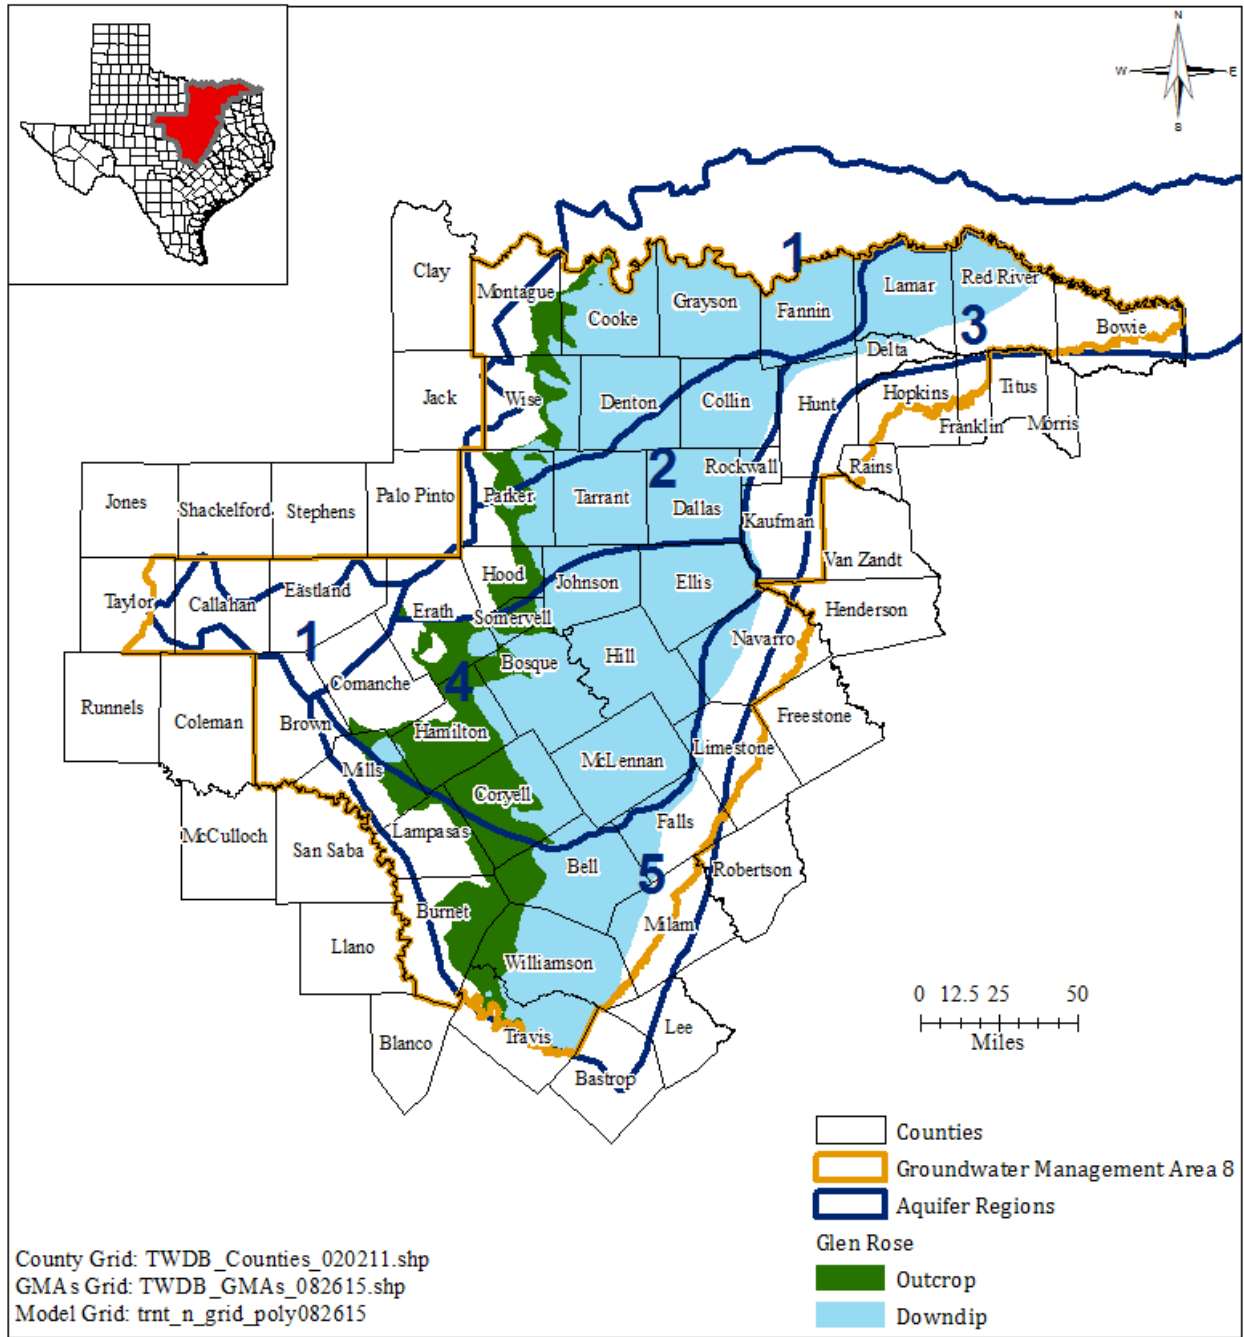 N
W E
S
1
Clay
Montague
Cooke
Grayson
Fannin
Lamar
Red River
3
Bowie
Delta
Jack
Wise
Denton
Collin
Hunt
Hopkins
Titus
Franklin
Morris
2
Rockwall
Rains
Jones
Shackelford
Stephens
Palo Pinto
Parker
Tarrant
Dallas
Kaufman
Van Zandt
Taylor
Callahan
Eastland
Erath
Hood
Somervell
Johnson
Ellis
Henderson
Navarro
1
Comanche
4
Bosque
Hill
Runnels
Coleman
Brown
Hamilton
Freestone
Limestone
McLennan
Mills
Coryell
McCulloch
San Saba
Lampasas
Falls
Bell
5
Robertson
Burnet
Milam
Llano
Williamson
Blanco
Travis
Lee
Bastrop
0 12.5 25 50
Miles
Counties
Groundwater Management Area 8
Aquifer Regions
Glen Rose
Outcrop
Downdip
County Grid: TWDB_Counties_020211.shp
GMAs Grid: TWDB_GMAs_082615.shp
Model Grid: trnt_n_grid_poly082615